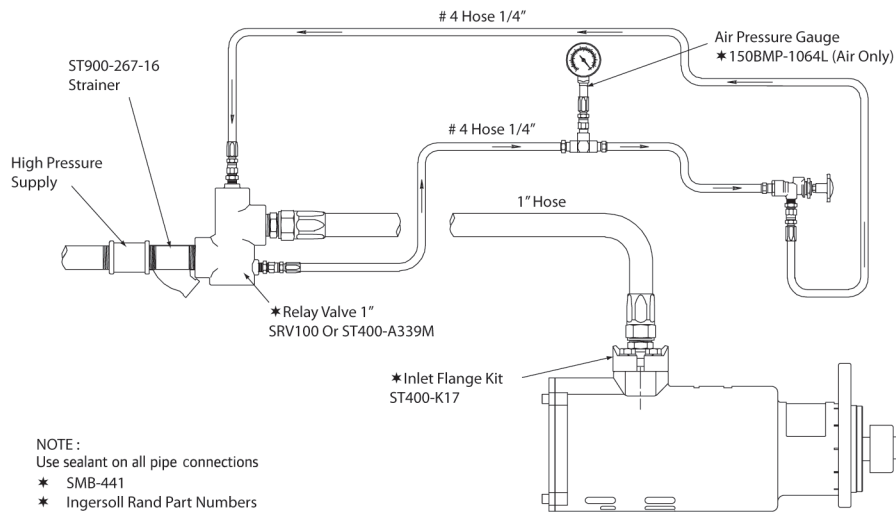 # 4 Hose 1/4”
Air Pressure Gauge
✶ 150BMP-1064L (Air Only)
ST900-267-16
Strainer
# 4 Hose 1/4”
High Pressure
Supply
1” Hose
✶ Relay Valve 1”
SRV100 Or ST400-A339M
✶ Inlet Flange Kit
ST400-K17
NOTE :
Use sealant on all pipe connections
✶ SMB-441
✶ Ingersoll Rand Part Numbers